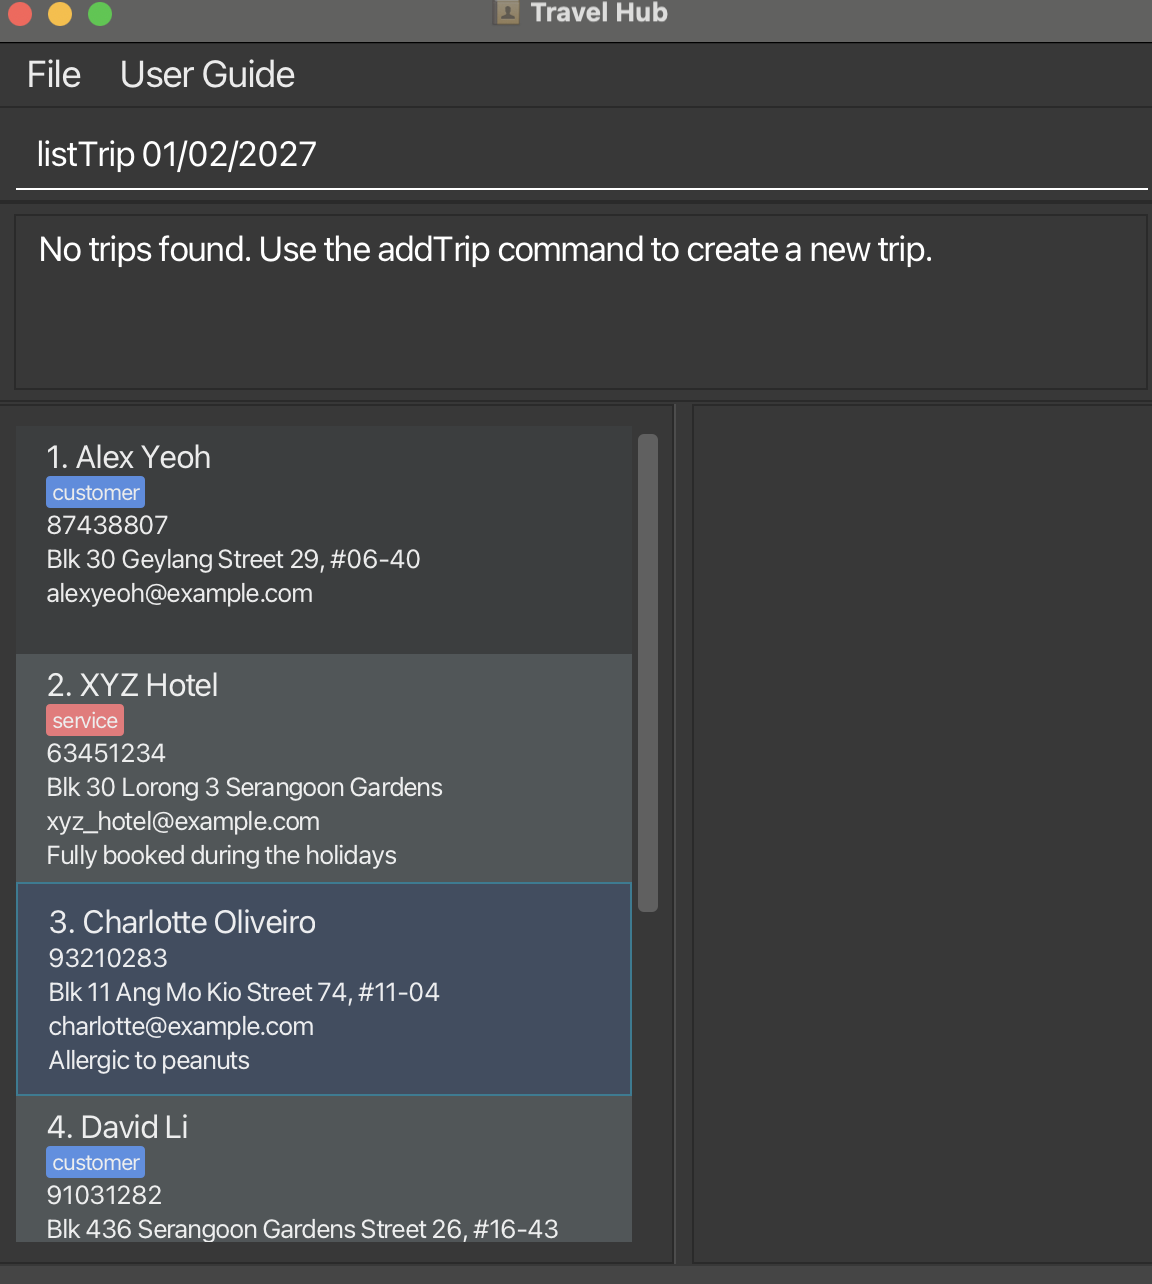 Travel Hub
File User Guide
listTrip 01/02/2027
No trips found. Use the addTrip command to create a new trip.
1. Alex Yeoh
customer
87438807
Blk 30 Geylang Street 29, #06-40
alexyeoh@example.com
2. XYZ Hotel
service
63451234
Blk 30 Lorong 3 Serangoon Gardens
xyz_hotel@example.com
Fully booked during the holidays
3. Charlotte Oliveiro
93210283
Blk 11 Ang Mo Kio Street 74, #11-04
charlotte@example.com
Allergic to peanuts
4. David Li
customer
91031282
Blk 436 Serangoon Gardens Street 26, #16-43